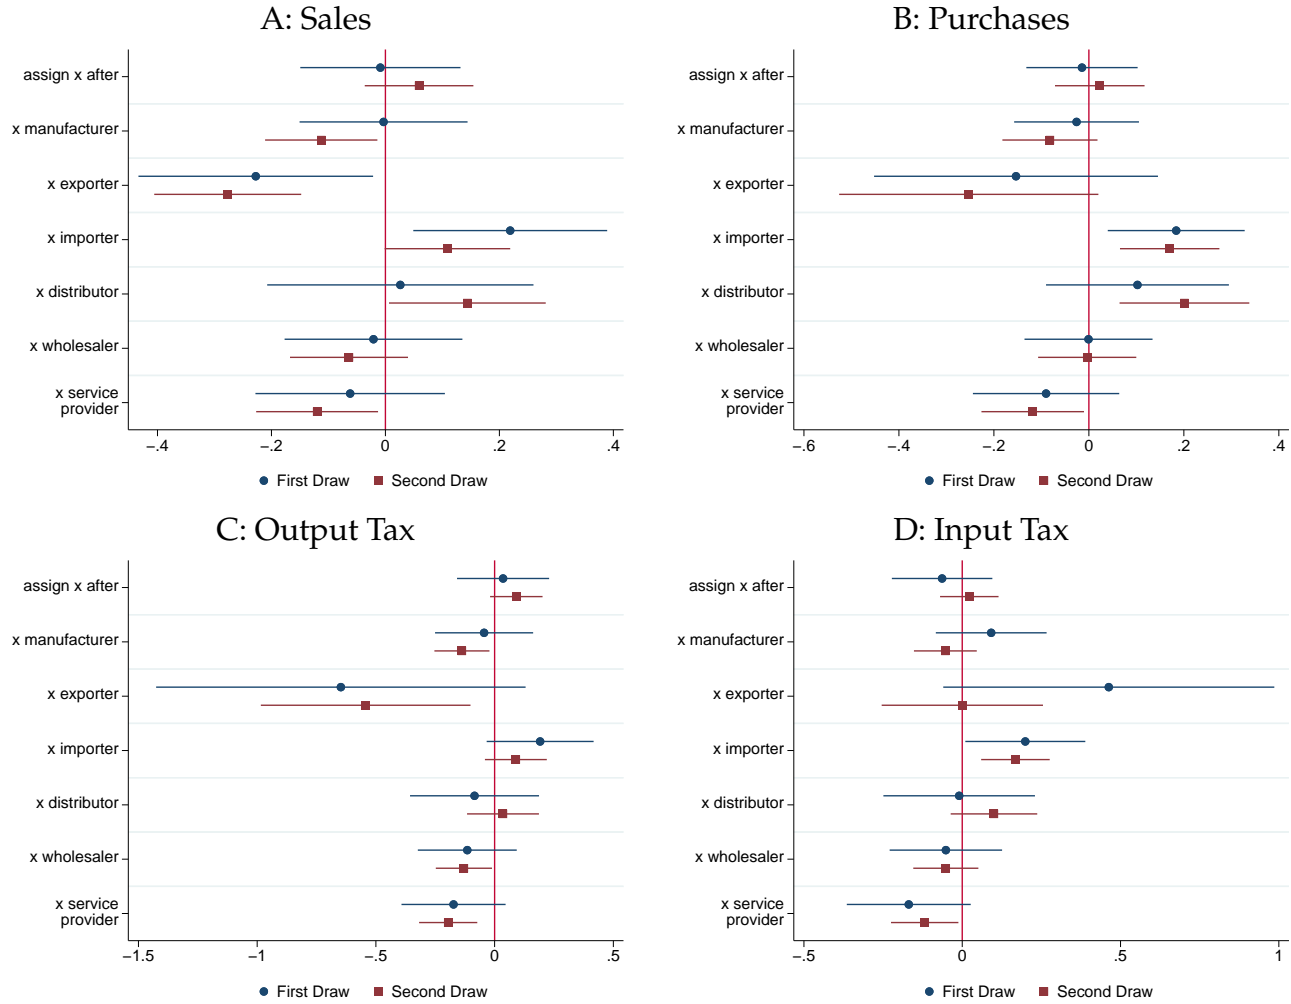 A: Sales
assign x after
x manufacturer
x exporter
x importer
x distributor
x wholesaler
x service
provider
-.4 -.2 0 .2 .4
First Draw Second Draw
B: Purchases
assign x after
x manufacturer
x exporter
x importer
x distributor
x wholesaler
x service
provider
-.6 -.4 -.2 0 .2 .4
First Draw Second Draw
C: Output Tax
assign x after
x manufacturer
x exporter
x importer
x distributor
x wholesaler
x service
provider
-1.5 -1 -.5 0 .5
First Draw Second Draw
D: Input Tax
assign x after
x manufacturer
x exporter
x importer
x distributor
x wholesaler
x service
provider
-.5 0 .5 1
First Draw Second Draw